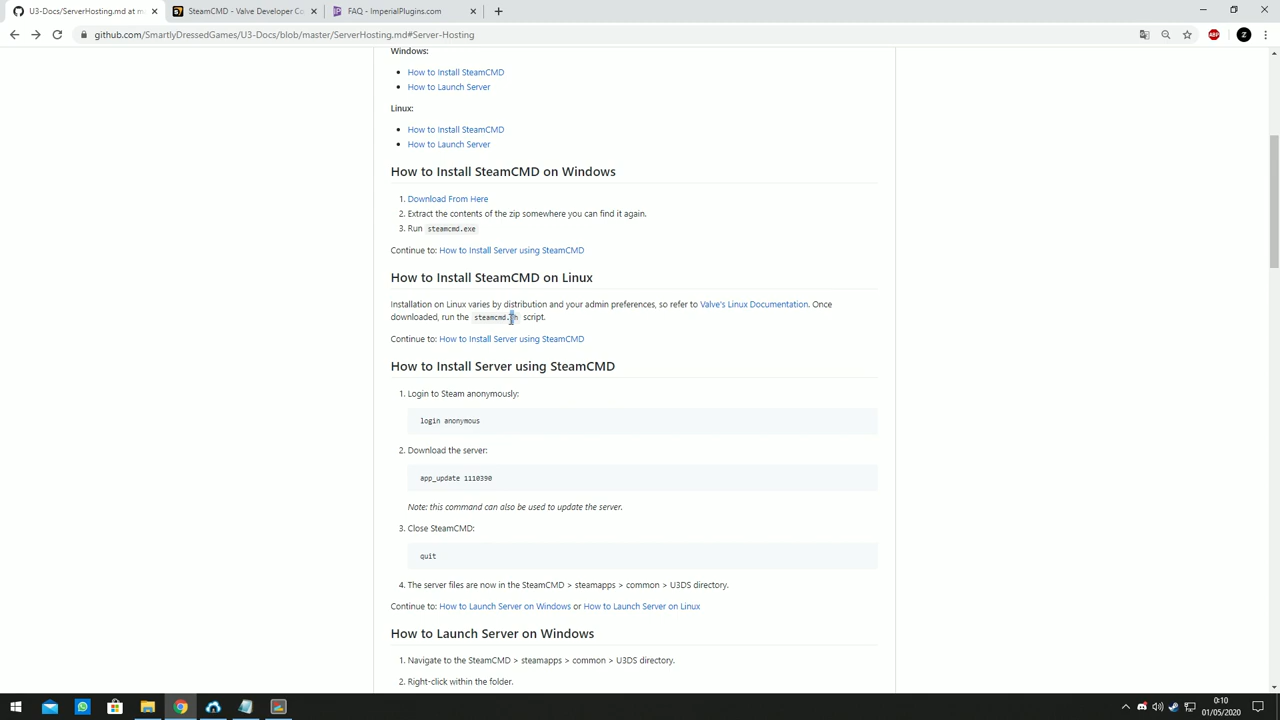 U3-Docs/ServerHosting.md at m
SteamCMD - Valve Developer Co
FAQ - ImperialPlugins.com
github.com/SmartlyDressedGames/U3-Docs/blob/master/ServerHosting.md#Server-Hosting
ABP
Z
Windows:
How to Install SteamCMD
How to Launch Server
Linux:
How to Install SteamCMD
How to Launch Server
How to Install SteamCMD on Windows
1. Download From Here
2. Extract the contents of the zip somewhere you can find it again.
3. Run steamcmd.exe
Continue to: How to Install Server using SteamCMD
How to Install SteamCMD on Linux
Installation on Linux varies by distribution and your admin preferences, so refer to Valve's Linux Documentation. Once
downloaded, run the steamcmd.sh script.
Continue to: How to Install Server using SteamCMD
How to Install Server using SteamCMD
1. Login to Steam anonymously:
login anonymous
2. Download the server:
app_update 1110390
Note: this command can also be used to update the server.
3. Close SteamCMD:
quit
4. The server files are now in the SteamCMD > steamapps > common > U3DS directory.
Continue to: How to Launch Server on Windows or How to Launch Server on Linux
How to Launch Server on Windows
1. Navigate to the SteamCMD > steamapps > common > U3DS directory.
2. Right-click within the folder.
0:10
01/05/2020